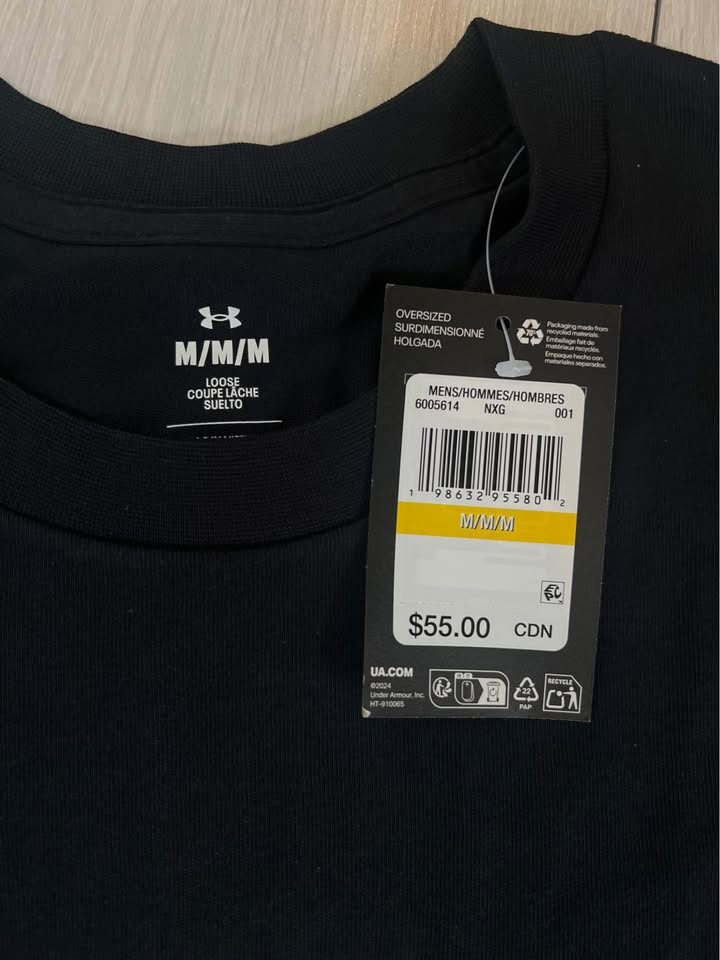 M/M/M
LOOSE
COUPE LÂCHE
SUELTO
OVERSIZED
SURDIMENSIONNÉ
HOLGADA
70%
Packaging made from
recycled materials.
Emballage fait de
matériaux recyclés.
Empaque hecho con
materiales separados.
MENS/HOMMES/HOMBRES
6005614 NXG 001
1 98632 95580 2
M/M/M
$55.00 CDN
UA.COM
©2024
Under Armour, Inc.
HT-910065
22
PAP
RECYCLE